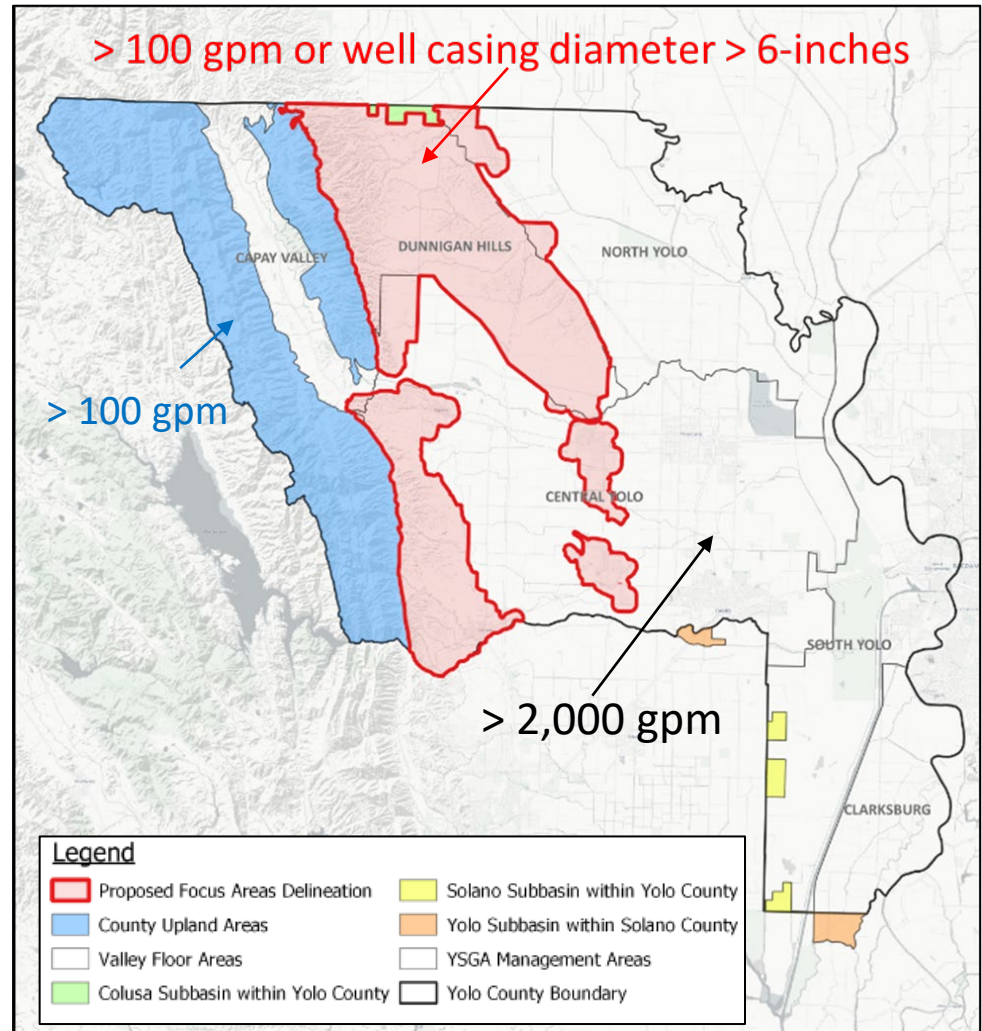 > 100 gpm or well casing diameter > 6-inches
CAPAY VALLEY
DUNNIGAN HILLS
NORTH YOLO
> 100 gpm
CENTRAL YOLO
SOUTH YOLO
> 2,000 gpm
CLARKSBURG
Legend
Proposed Focus Areas Delineation
County Upland Areas
Valley Floor Areas
Colusa Subbasin within Yolo County
Solano Subbasin within Yolo County
Yolo Subbasin within Solano County
YSGA Management Areas
Yolo County Boundary